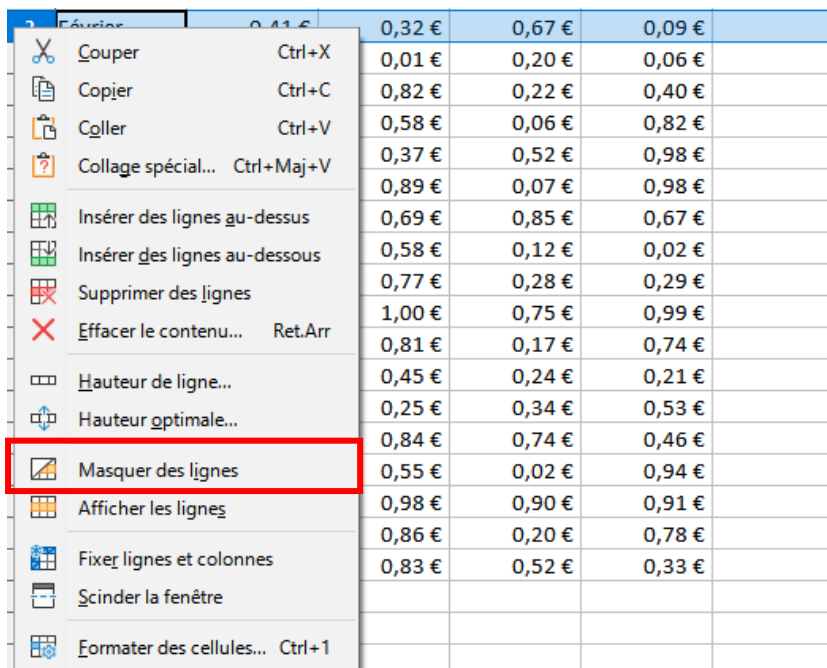 3 Février 0,41 € 0,32 € 0,67 € 0,09 €
Couper Ctrl+X 0,01 € 0,20 € 0,06 €
Copier Ctrl+C 0,82 € 0,22 € 0,40 €
Coller Ctrl+V 0,58 € 0,06 € 0,82 €
Collage spécial... Ctrl+Maj+V 0,37 € 0,52 € 0,98 €
0,89 € 0,07 € 0,98 €
Insérer des lignes au-dessus 0,69 € 0,85 € 0,67 €
Insérer des lignes au-dessous 0,58 € 0,12 € 0,02 €
Supprimer des lignes 0,77 € 0,28 € 0,29 €
Effacer le contenu... Ret.Arr 1,00 € 0,75 € 0,99 €
0,81 € 0,17 € 0,74 €
Hauteur de ligne... 0,45 € 0,24 € 0,21 €
Hauteur optimale... 0,25 € 0,34 € 0,53 €
0,84 € 0,74 € 0,46 €
Masquer des lignes 0,55 € 0,02 € 0,94 €
Afficher les lignes 0,98 € 0,90 € 0,91 €
0,86 € 0,20 € 0,78 €
Fixer lignes et colonnes 0,83 € 0,52 € 0,33 €
Scinder la fenêtre
Formater des cellules... Ctrl+1